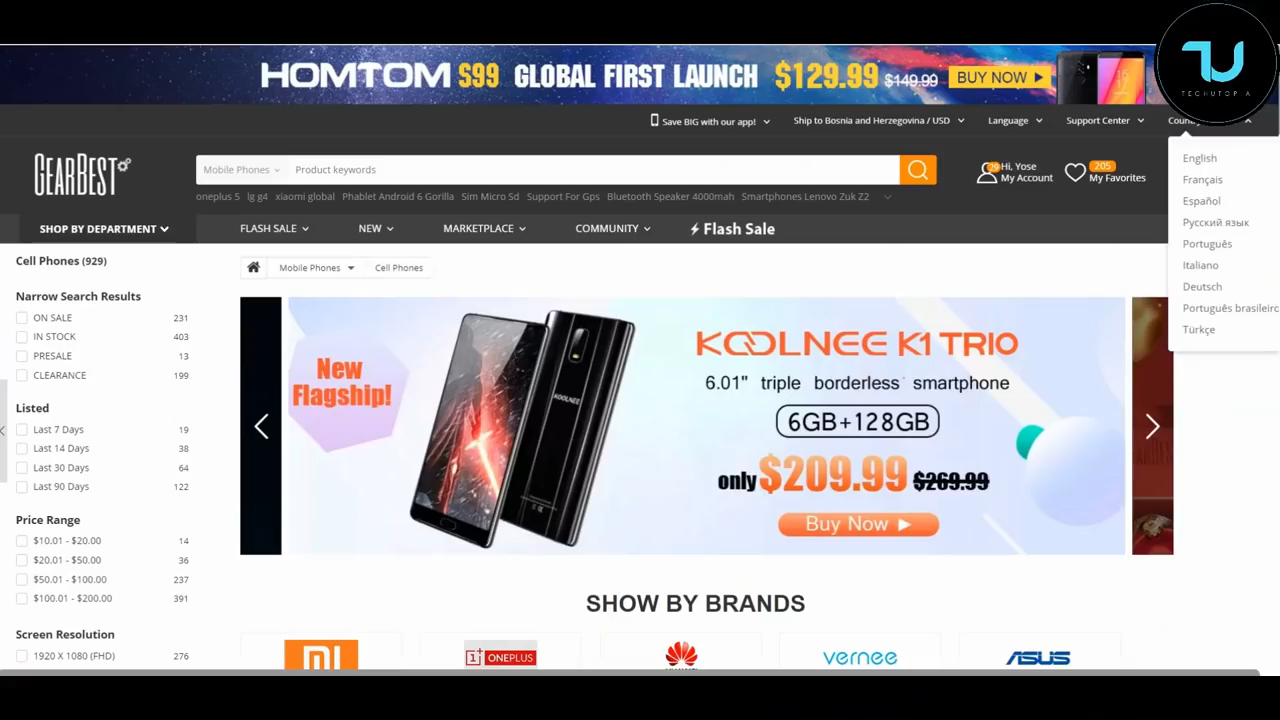 HOMTOM S99 GLOBAL FIRST LAUNCH $129.99 $149.99 BUY NOW
TECHUTOPIA
Save BIG with our app! Ship to Bosnia and Herzegovina / USD Language Support Center
GEARBEST
Mobile Phones Product keywords
Hi, Yose
My Account
205
My Favorites
oneplus 5 lg g4 xiaomi global Phablet Android 6 Gorilla Sim Micro Sd Support For Gps Bluetooth Speaker 4000mah Smartphones Lenovo Zuk Z2
English
Français
Español
Русский язык
Português
Italiano
Deutsch
Português brasileiro
Türkçe
SHOP BY DEPARTMENT FLASH SALE NEW MARKETPLACE COMMUNITY Flash Sale
Cell Phones (929)
Mobile Phones Cell Phones
Narrow Search Results
ON SALE 231
IN STOCK 403
PRESALE 13
CLEARANCE 199
Listed
Last 7 Days 19
Last 14 Days 38
Last 30 Days 64
Last 90 Days 122
Price Range
$10.01 - $20.00 14
$20.01 - $50.00 36
$50.01 - $100.00 237
$100.01 - $200.00 391
Screen Resolution
1920 X 1080 (FHD) 276
New
Flagship!
KOOLNEE
KOOLNEE K1 TRIO
6.01" triple borderless smartphone
6GB+128GB
only $209.99 $269.99
Buy Now
SHOW BY BRANDS
MI
1+ ONEPLUS
vernee
ASUS